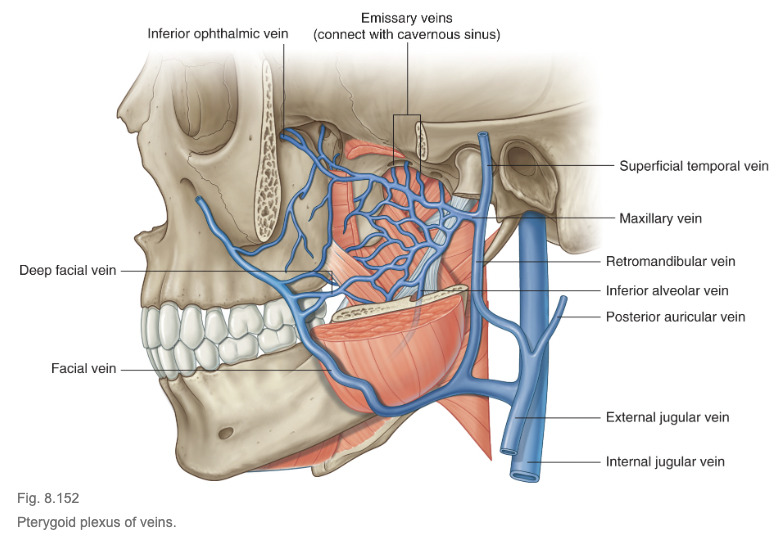 Emissary veins
(connect with cavernous sinus)
Inferior ophthalmic vein
Superficial temporal vein
Maxillary vein
Retromandibular vein
Deep facial vein
Inferior alveolar vein
Posterior auricular vein
Facial vein
External jugular vein
Internal jugular vein
Fig. 8.152
Pterygoid plexus of veins.